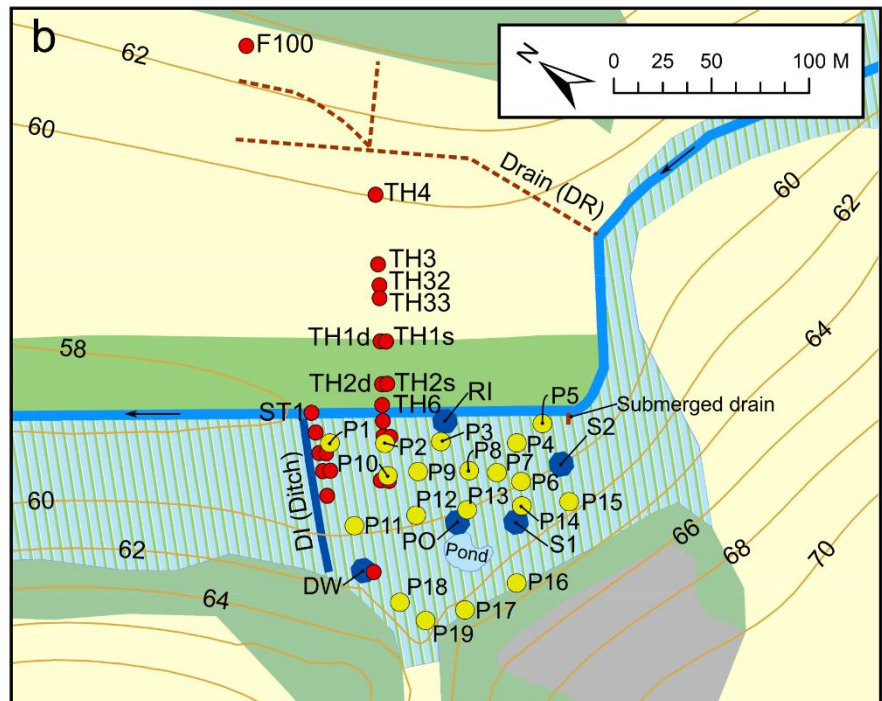 b
F100
N
0 25 50 100 M
62
60
Drain (DR)
TH4
60
62
TH3
TH32
TH33
64
TH1d TH1s
58
TH2d TH2s
RI
ST1
TH6
P5
Submerged drain
S2
P1
P2
P3
P4
P8
P7
P10
P9
P6
DI (Ditch)
60
P12
P13
P15
P14
P11
PO
S1
66
Pond
68
62
70
DW
P16
64
P18
P17
P19